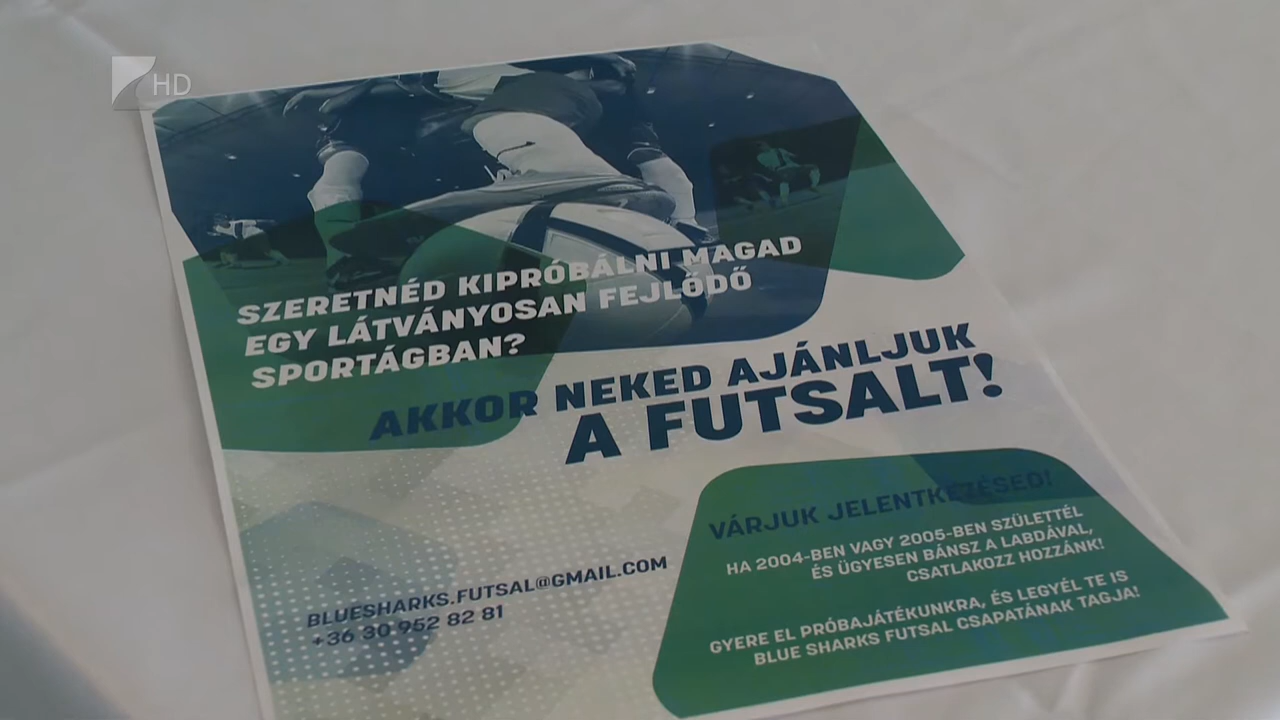 HD
SZERETNÉD KIPRÓBÁLNI MAGAD
EGY LÁTVÁNYOSAN FEJLŐDŐ
SPORTÁGBAN?
AKKOR NEKED AJÁNLJUK
A FUTSALT!
VÁRJUK JELENTKEZÉSED!
HA 2004-BEN VAGY 2005-BEN SZÜLETTÉL
ÉS ÜGYESEN BÁNSZ A LABDÁVAL,
CSATLAKOZZ HOZZÁNK!
GYERE EL PRÓBAJÁTÉKUNKRA, ÉS LEGYÉL TE IS
BLUE SHARKS FUTSAL CSAPATÁNAK TAGJA!
BLUESHARKS.FUTSAL@GMAIL.COM
+36 30 952 82 81